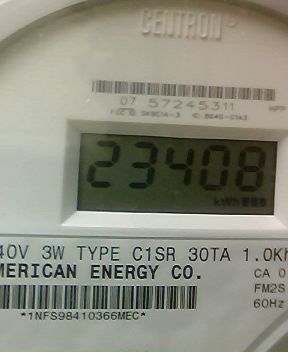 CENTRON
07 57245311
23408
kWh
40V 3W TYPE C1SR 30TA 1.0Kh
MERICAN ENERGY CO.
CA 0
FM2S
60Hz
*1NFS98410366MEC*